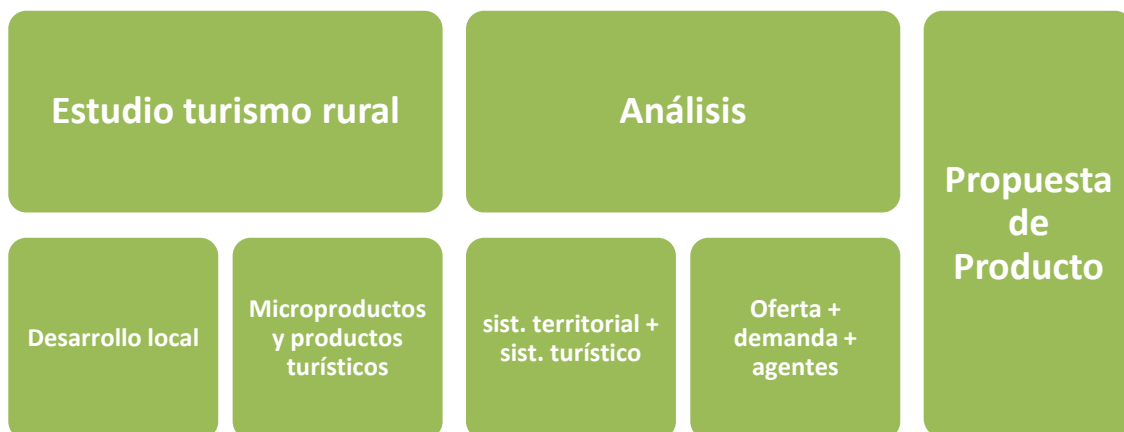 Estudio turismo rural
Análisis
Propuesta
de
Producto
Desarrollo local
Microproductos
y productos
turísticos
sist. territorial +
sist. turístico
Oferta +
demanda +
agentes